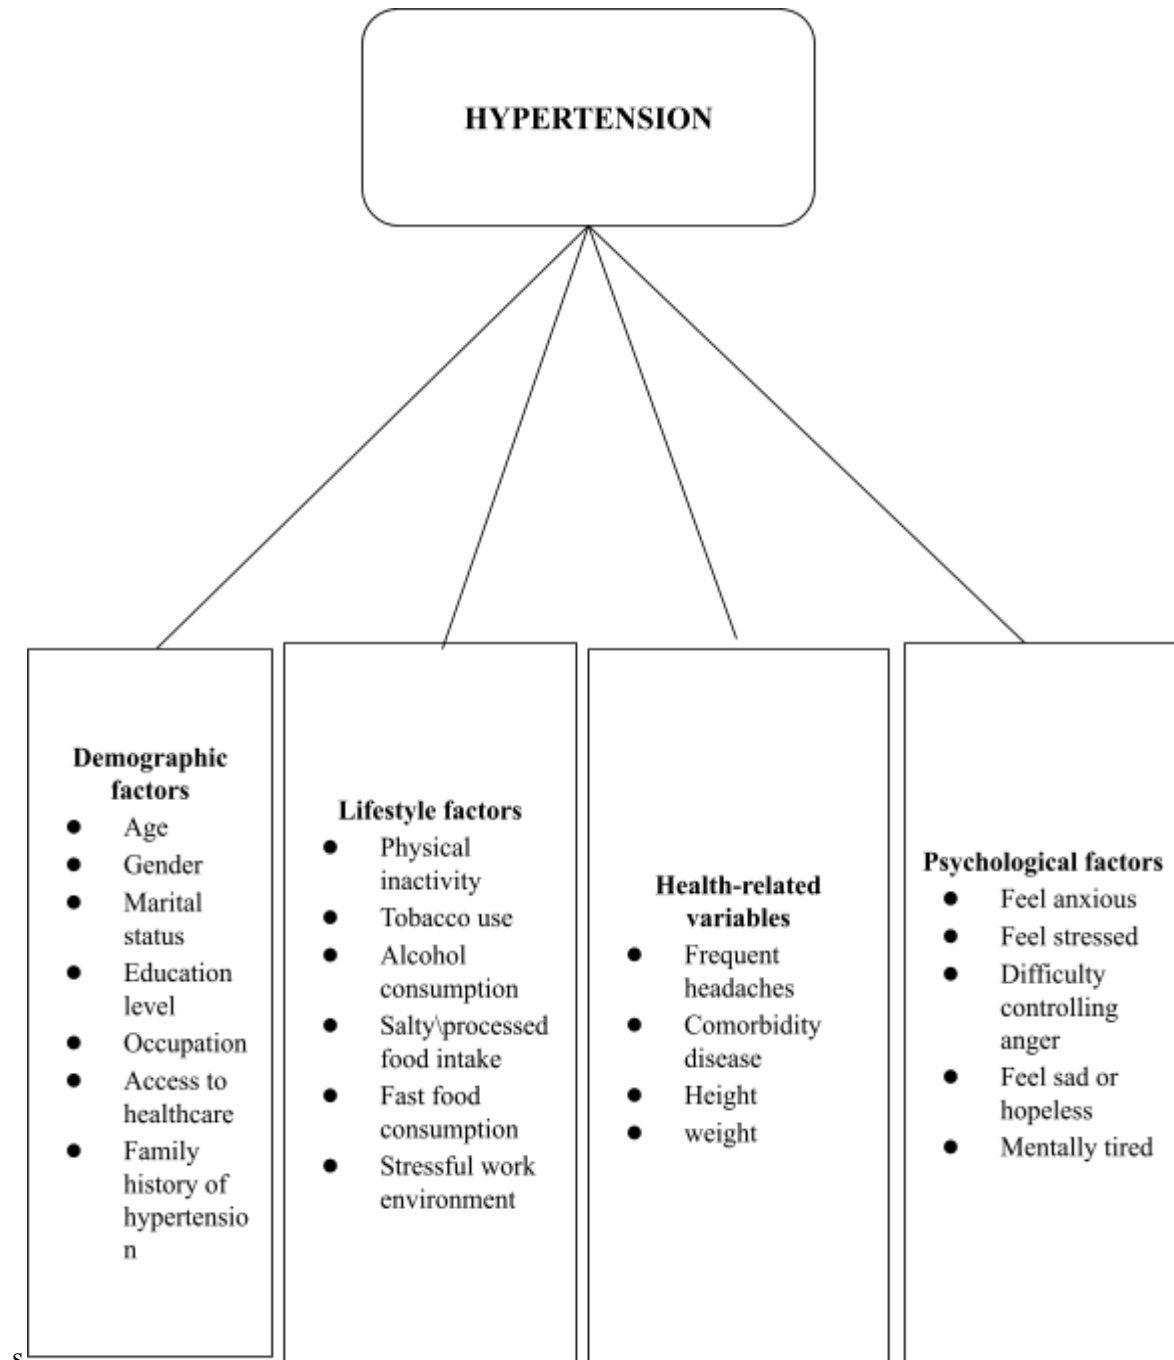 HYPERTENSION
Demographic
factors
● Age
● Gender
● Marital
status
● Education
level
● Occupation
● Access to
healthcare
● Family
history of
hypertensio
n
Lifestyle factors
● Physical
inactivity
● Tobacco use
● Alcohol
consumption
● Salty\processed
food intake
● Fast food
consumption
● Stressful work
environment
Health-related
variables
● Frequent
headaches
● Comorbidity
disease
● Height
● weight
Psychological factors
● Feel anxious
● Feel stressed
● Difficulty
controlling
anger
● Feel sad or
hopeless
● Mentally tired
s